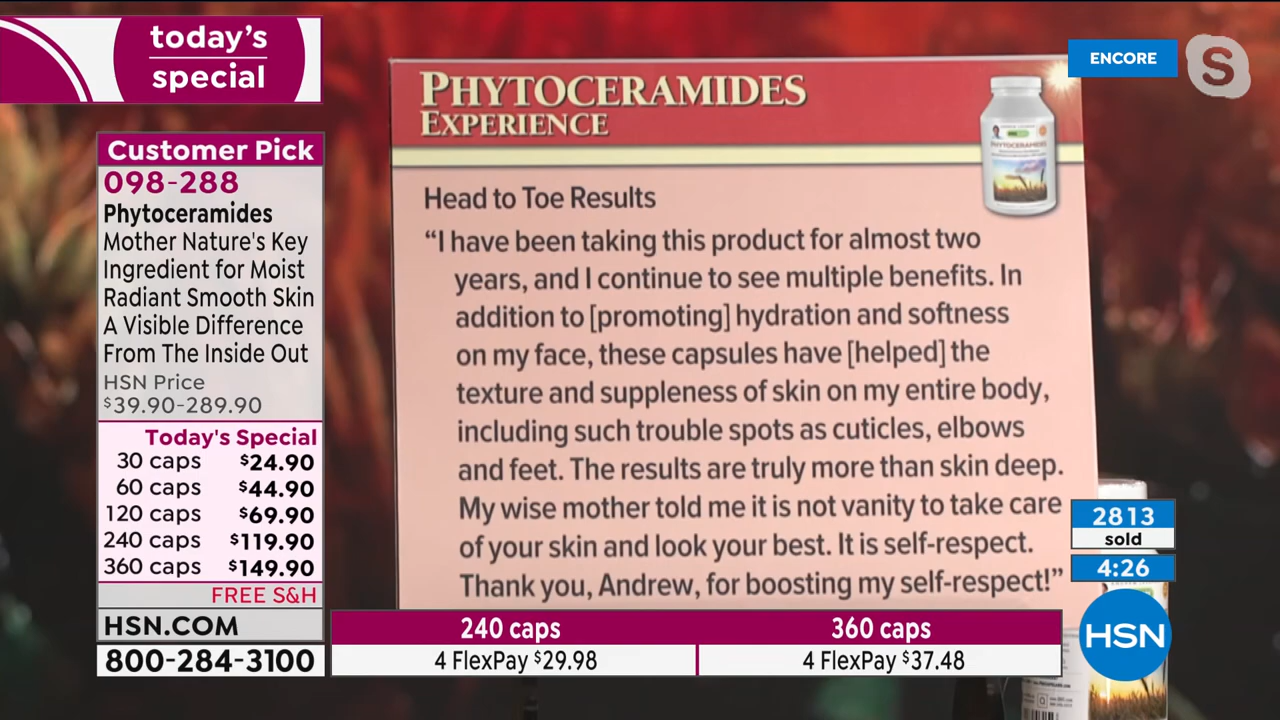 today's
special
ENCORE
S
Customer Pick
098-288
Phytoceramides
Mother Nature's Key
Ingredient for Moist
Radiant Smooth Skin
A Visible Difference
From The Inside Out
HSN Price
$39.90-289.90
Today's Special
30 caps $24.90
60 caps $44.90
120 caps $69.90
240 caps $119.90
360 caps $149.90
FREE S&H
HSN.COM
800-284-3100
PHYTOCERAMIDES
EXPERIENCE
PHYTOCERAMIDES
Head to Toe Results
“I have been taking this product for almost two
years, and I continue to see multiple benefits. In
addition to [promoting] hydration and softness
on my face, these capsules have [helped] the
texture and suppleness of skin on my entire body,
including such trouble spots as cuticles, elbows
and feet. The results are truly more than skin deep.
My wise mother told me it is not vanity to take care
of your skin and look your best. It is self-respect.
Thank you, Andrew, for boosting my self-respect!”
2813
sold
4:26
HSN
240 caps 360 caps
4 FlexPay $29.98 4 FlexPay $37.48